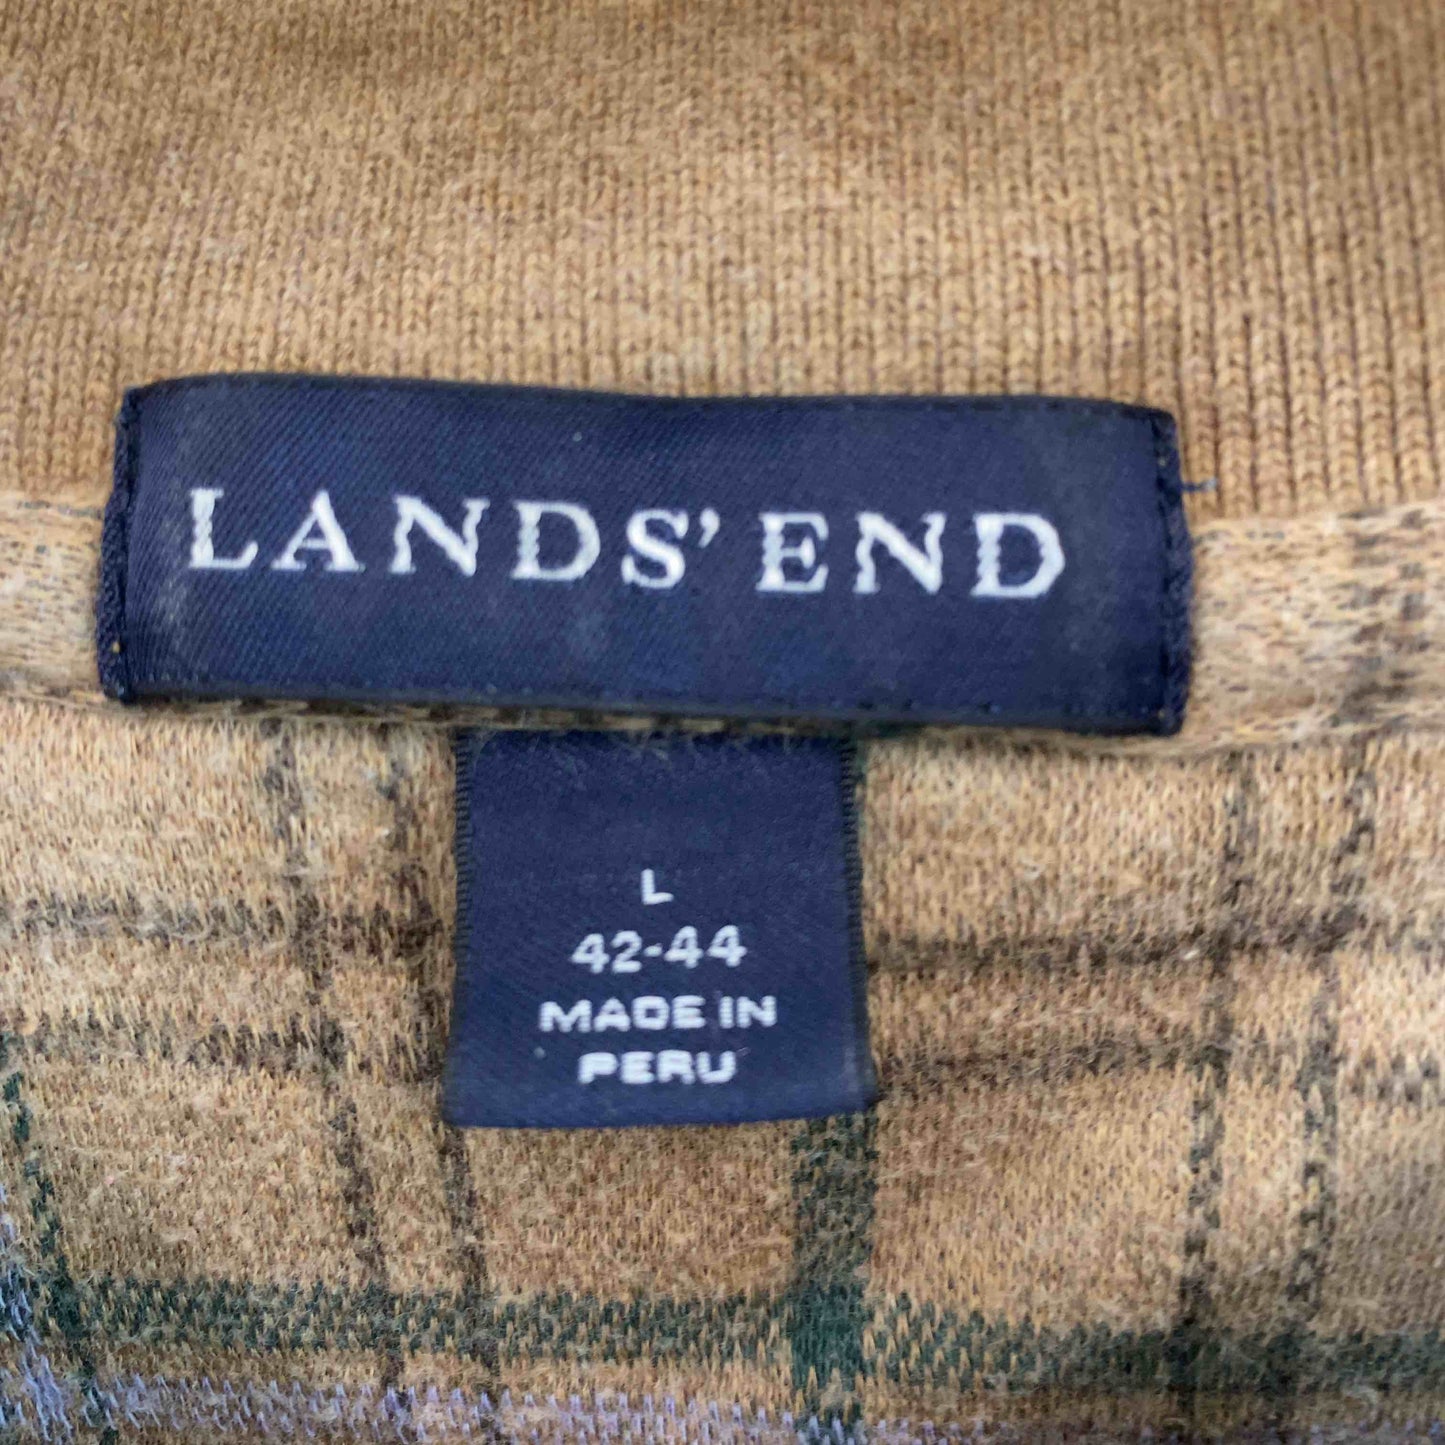 LANDS' END
L
42-44
MADE IN
PERU